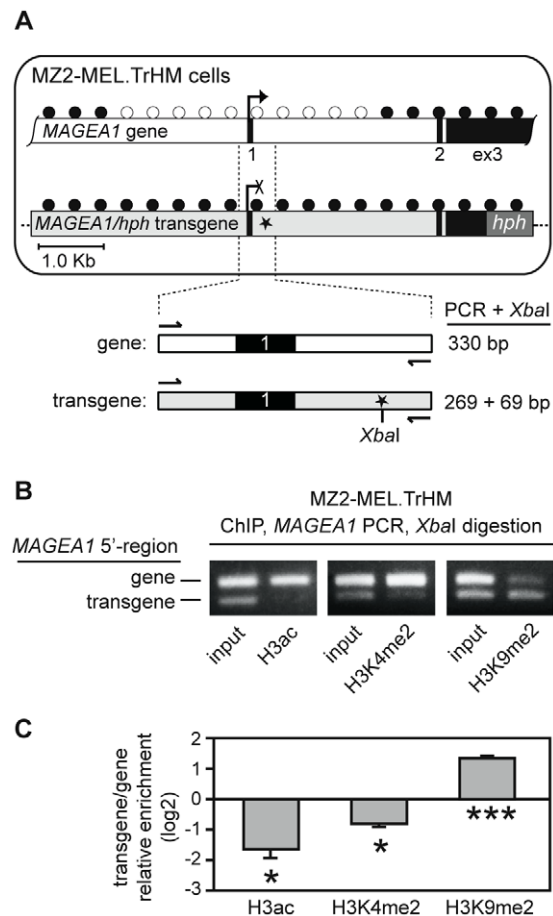 A
MZ2-MEL.TrHM cells
MAGEA1 gene
1
2
ex3
MAGEA1/hph transgene
hph
1.0 Kb
PCR + XbaI
gene:
1
330 bp
transgene:
1
269 + 69 bp
XbaI
B
MZ2-MEL.TrHM
ChIP, MAGEA1 PCR, XbaI digestion
MAGEA1 5'-region
gene
transgene
input
H3ac
input
H3K4me2
input
H3K9me2
C
transgene/gene
relative enrichment
(log2)
2
1
0
-1
-2
-3
*
*
***
H3ac
H3K4me2
H3K9me2